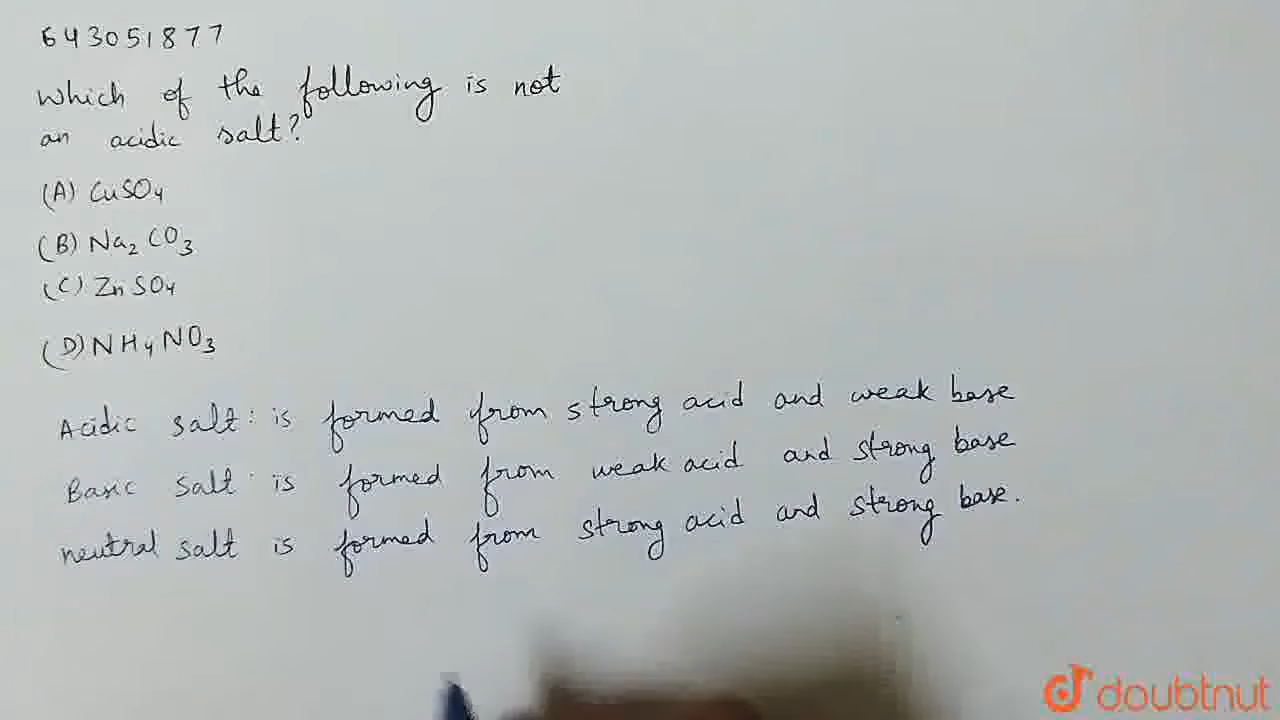 643051877
Which of the following is not
an acidic salt?
(A) CuSO4
(B) Na2 CO3
(C) ZnSO4
(D) NH4NO3
Acidic salt: is formed from strong acid and weak base
Basic salt is formed from weak acid and strong base
neutral salt is formed from strong acid and strong base.
doubtnut